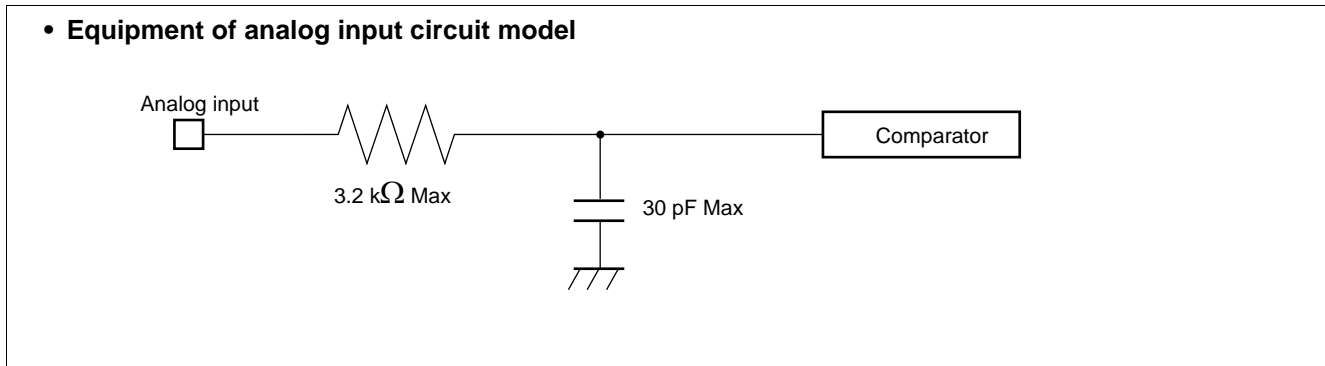 • Equipment of analog input circuit model
Analog input
Comparator
3.2 kΩ Max
30 pF Max